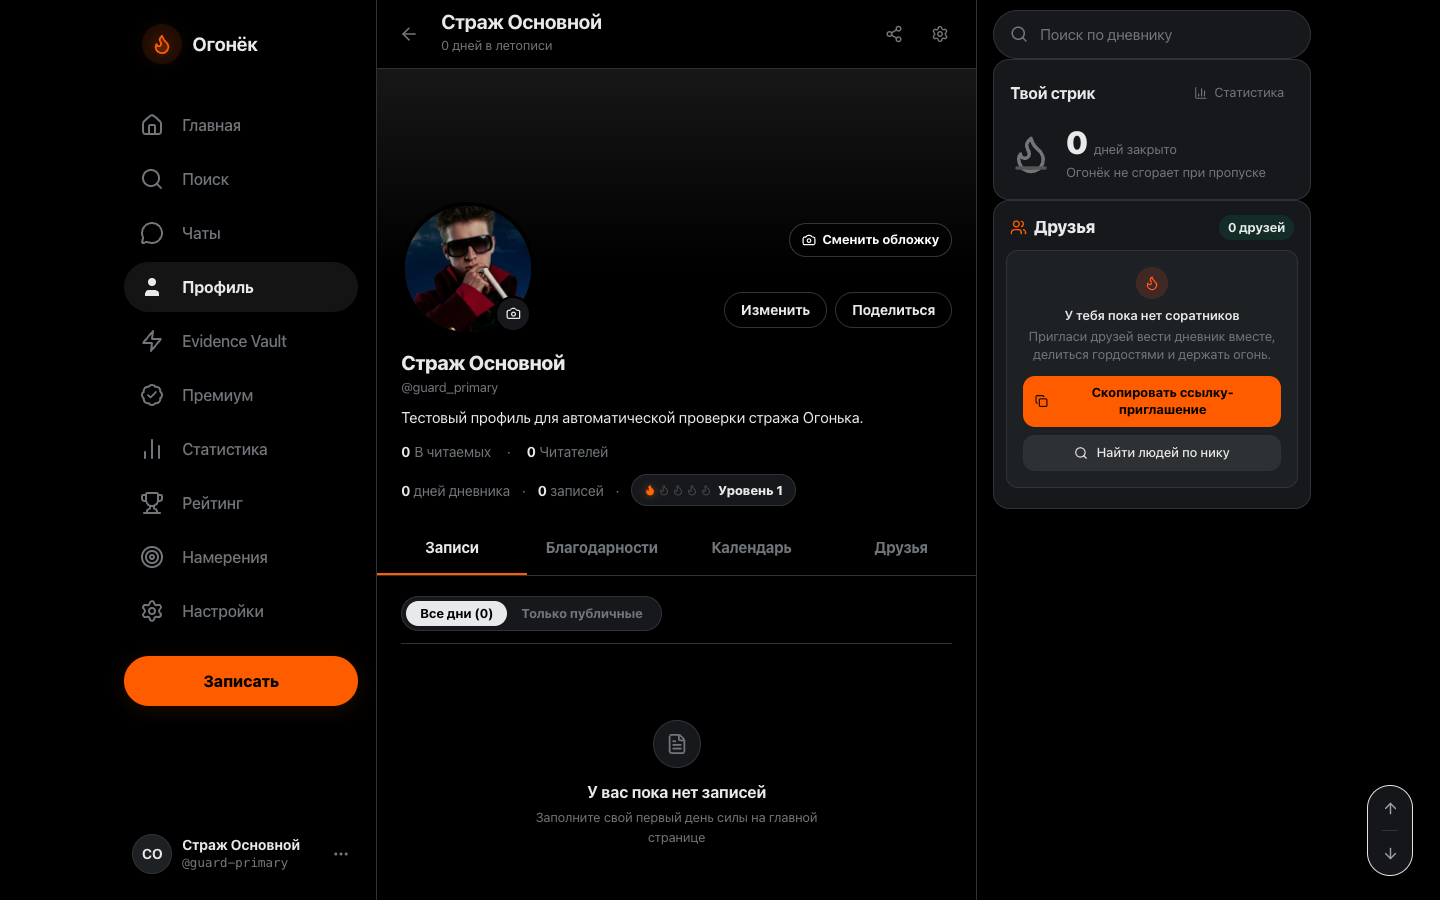 Огонёк
Главная
Поиск
Чаты
Профиль
Evidence Vault
Премиум
Статистика
Рейтинг
Намерения
Настройки
Записать
СО
Страж Основной
@guard-primary
Страж Основной
0 дней в летописи
Сменить обложку
Изменить
Поделиться
Страж Основной
@guard_primary
Тестовый профиль для автоматической проверки стража Огонька.
0 В читаемых · 0 Читателей
0 дней дневника · 0 записей · Уровень 1
Записи
Благодарности
Календарь
Друзья
Все дни (0)
Только публичные
У вас пока нет записей
Заполните свой первый день силы на главной
странице
Поиск по дневнику
Твой стрик
Статистика
0 дней закрыто
Огонёк не сгорает при пропуске
Друзья
0 друзей
У тебя пока нет соратников
Пригласи друзей вести дневник вместе,
делиться гордостями и держать огонь.
Скопировать ссылку-
приглашение
Найти людей по нику